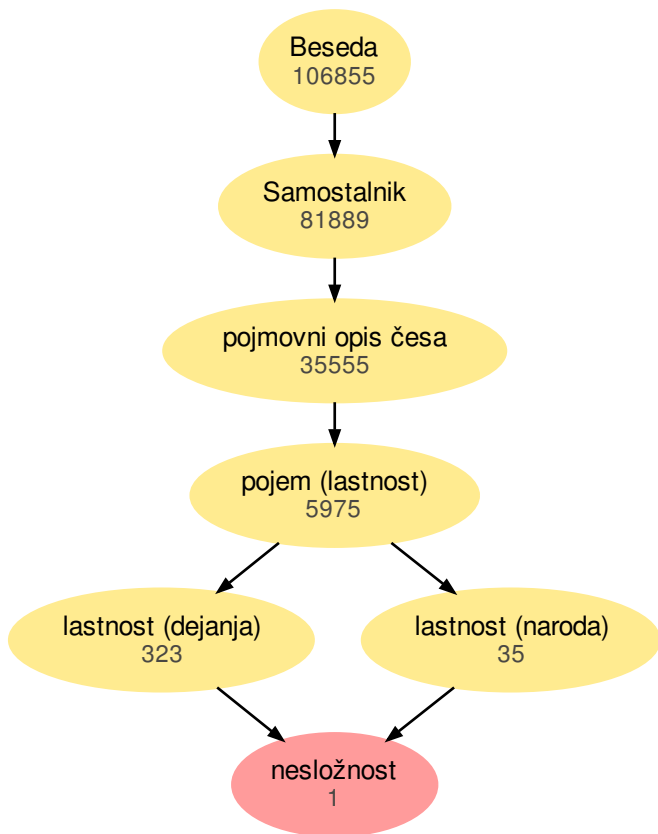 Beseda
106855
Samostalnik
81889
pojmovni opis česa
35555
pojem (lastnost)
5975
lastnost (dejanja)
323
lastnost (naroda)
35
nesložnost
1